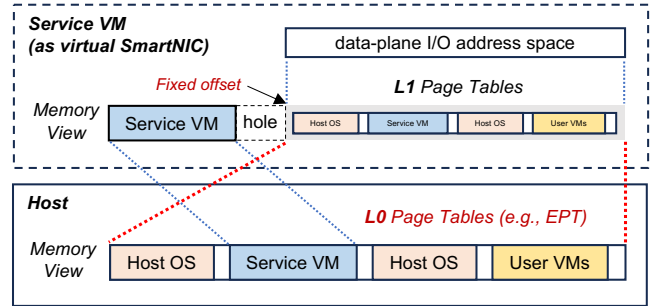 Service VM
(as virtual SmartNIC)
data-plane I/O address space
Fixed offset
L1 Page Tables
Memory
View
Service VM
hole
Host OS
Service VM
Host OS
User VMs
Host
L0 Page Tables (e.g., EPT)
Memory
View
Host OS
Service VM
Host OS
User VMs